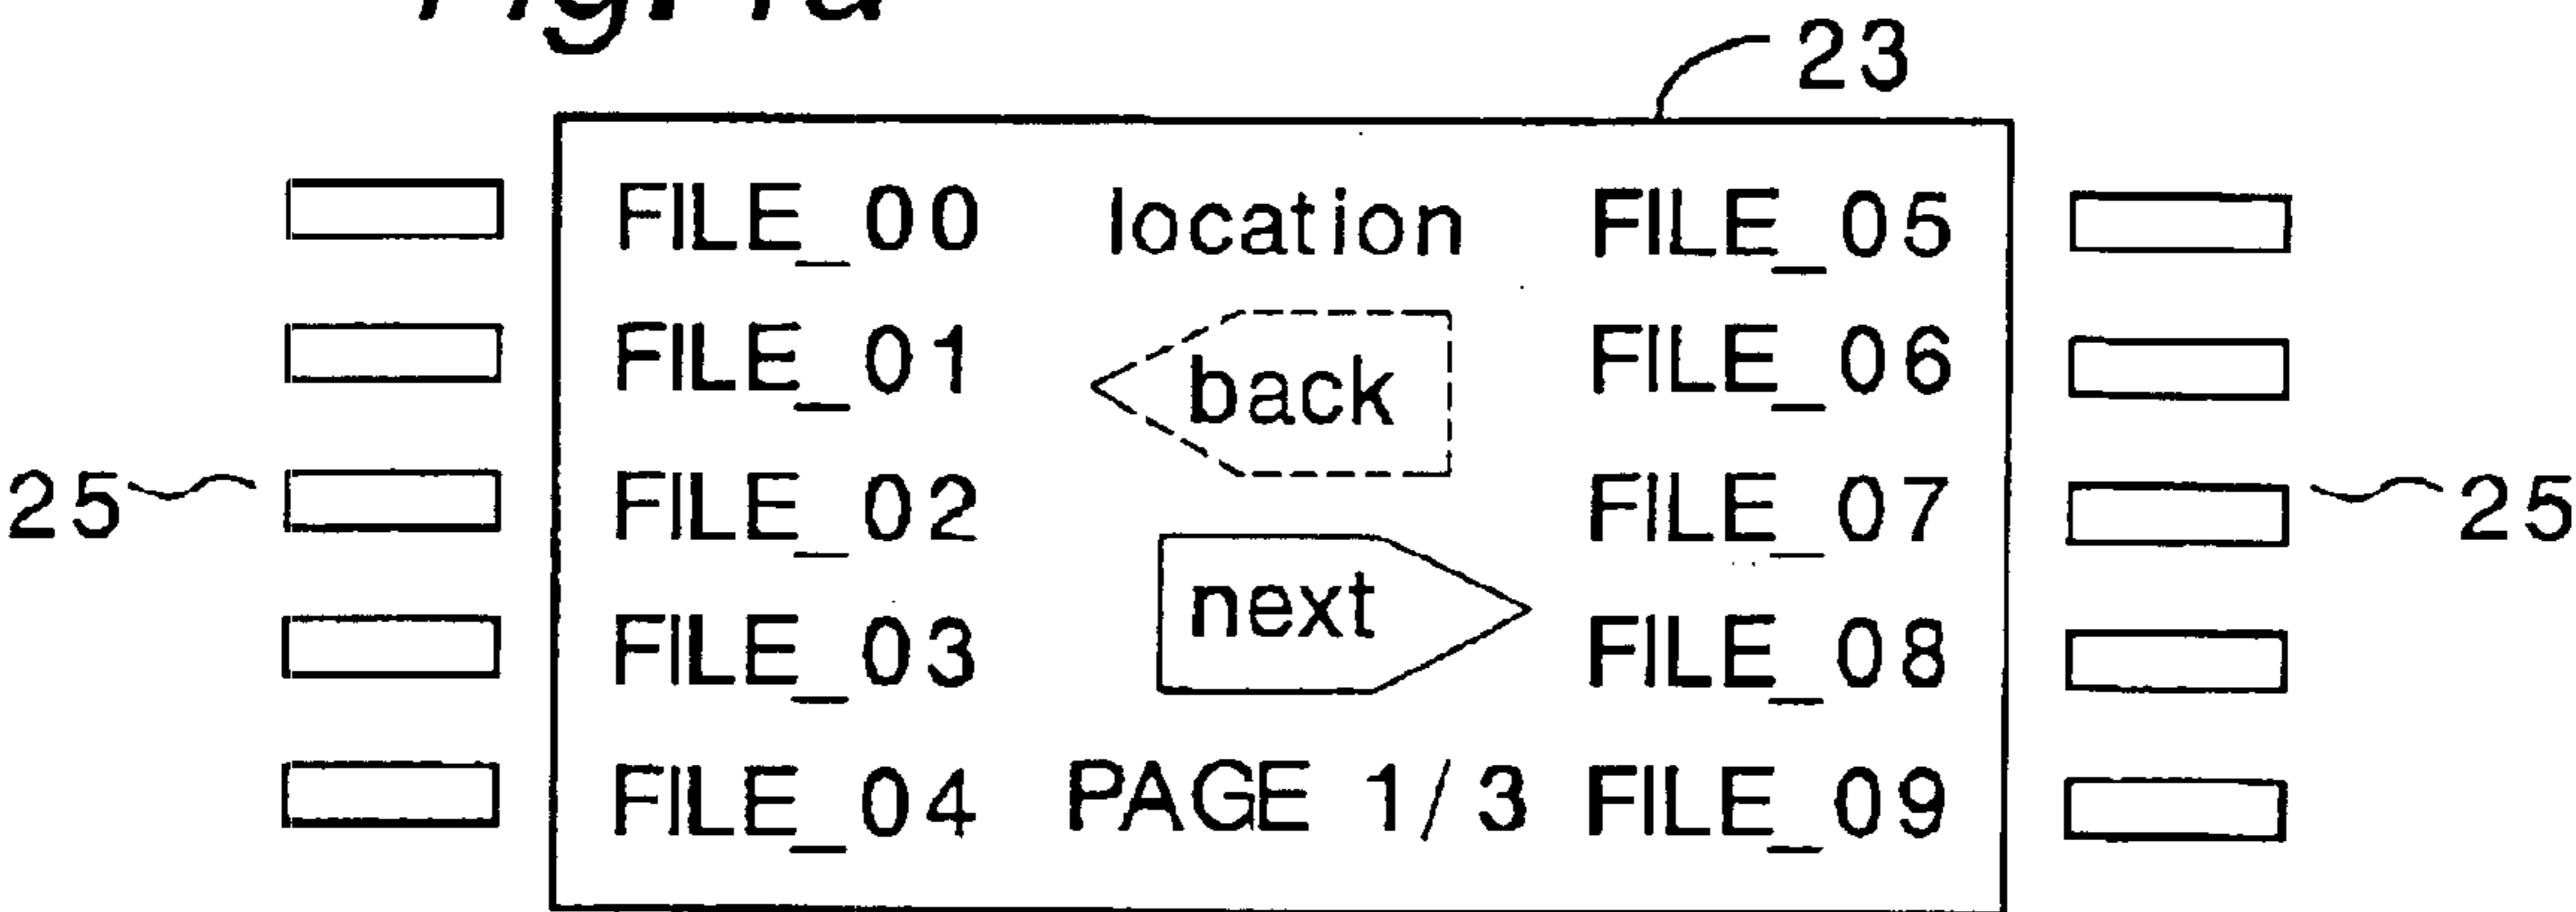 23
FILE_00 location FILE_05
FILE_01 back FILE_06
25 FILE_02 FILE_07 25
next
FILE_03 FILE_08
FILE_04 PAGE 1/3 FILE_09